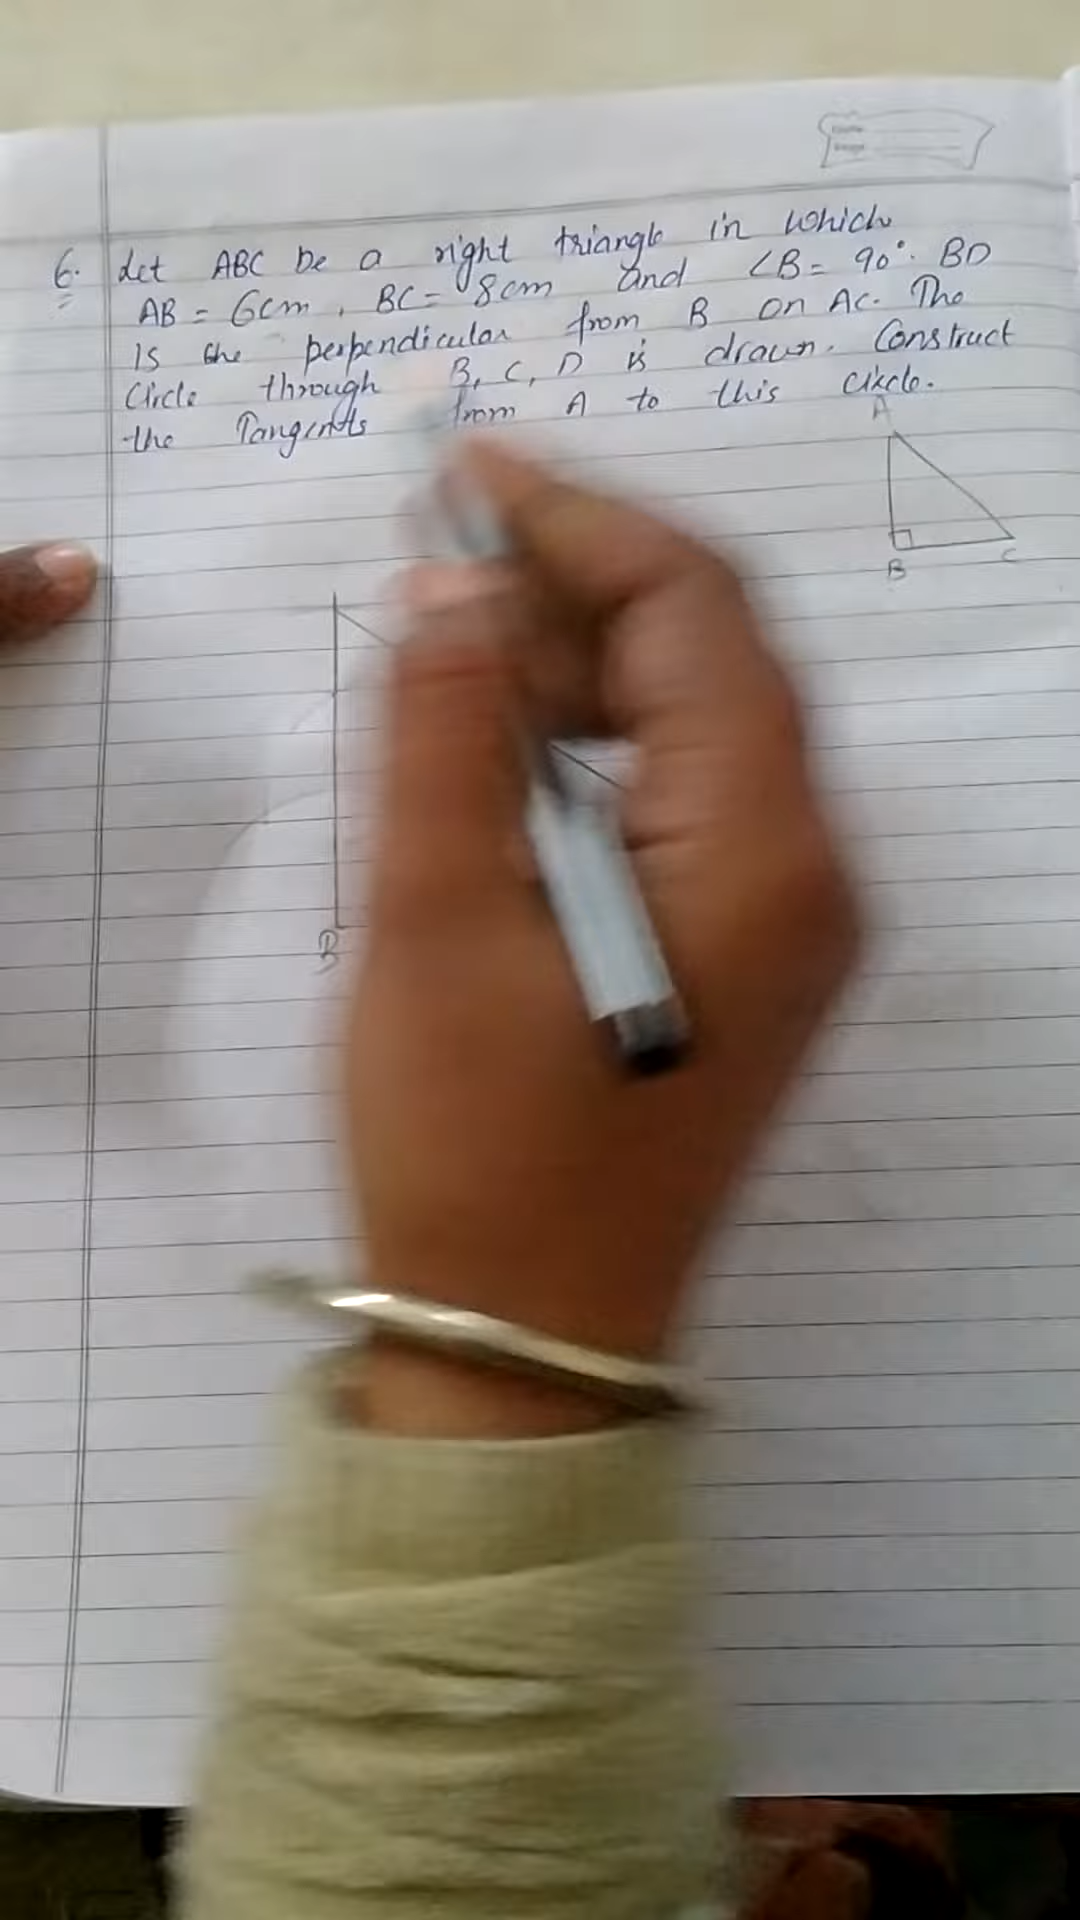 6. Let ABC be a right triangle in which
AB = 6cm, BC = 8cm and ∠B = 90°. BD
is the perpendicular from B on AC. The
Circle through B, C, D is drawn. Construct
the Tangents from A to this circle.
A
B
C
B